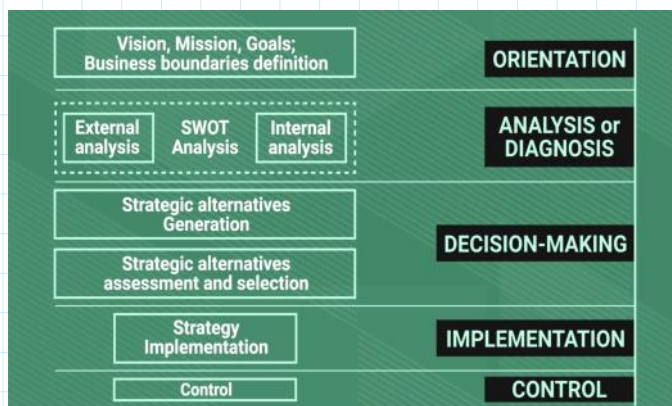 Vision, Mission, Goals;
Business boundaries definition
ORIENTATION
External
analysis
SWOT
Analysis
Internal
analysis
ANALYSIS or
DIAGNOSIS
Strategic alternatives
Generation
Strategic alternatives
assessment and selection
DECISION-MAKING
Strategy
Implementation
IMPLEMENTATION
Control
CONTROL